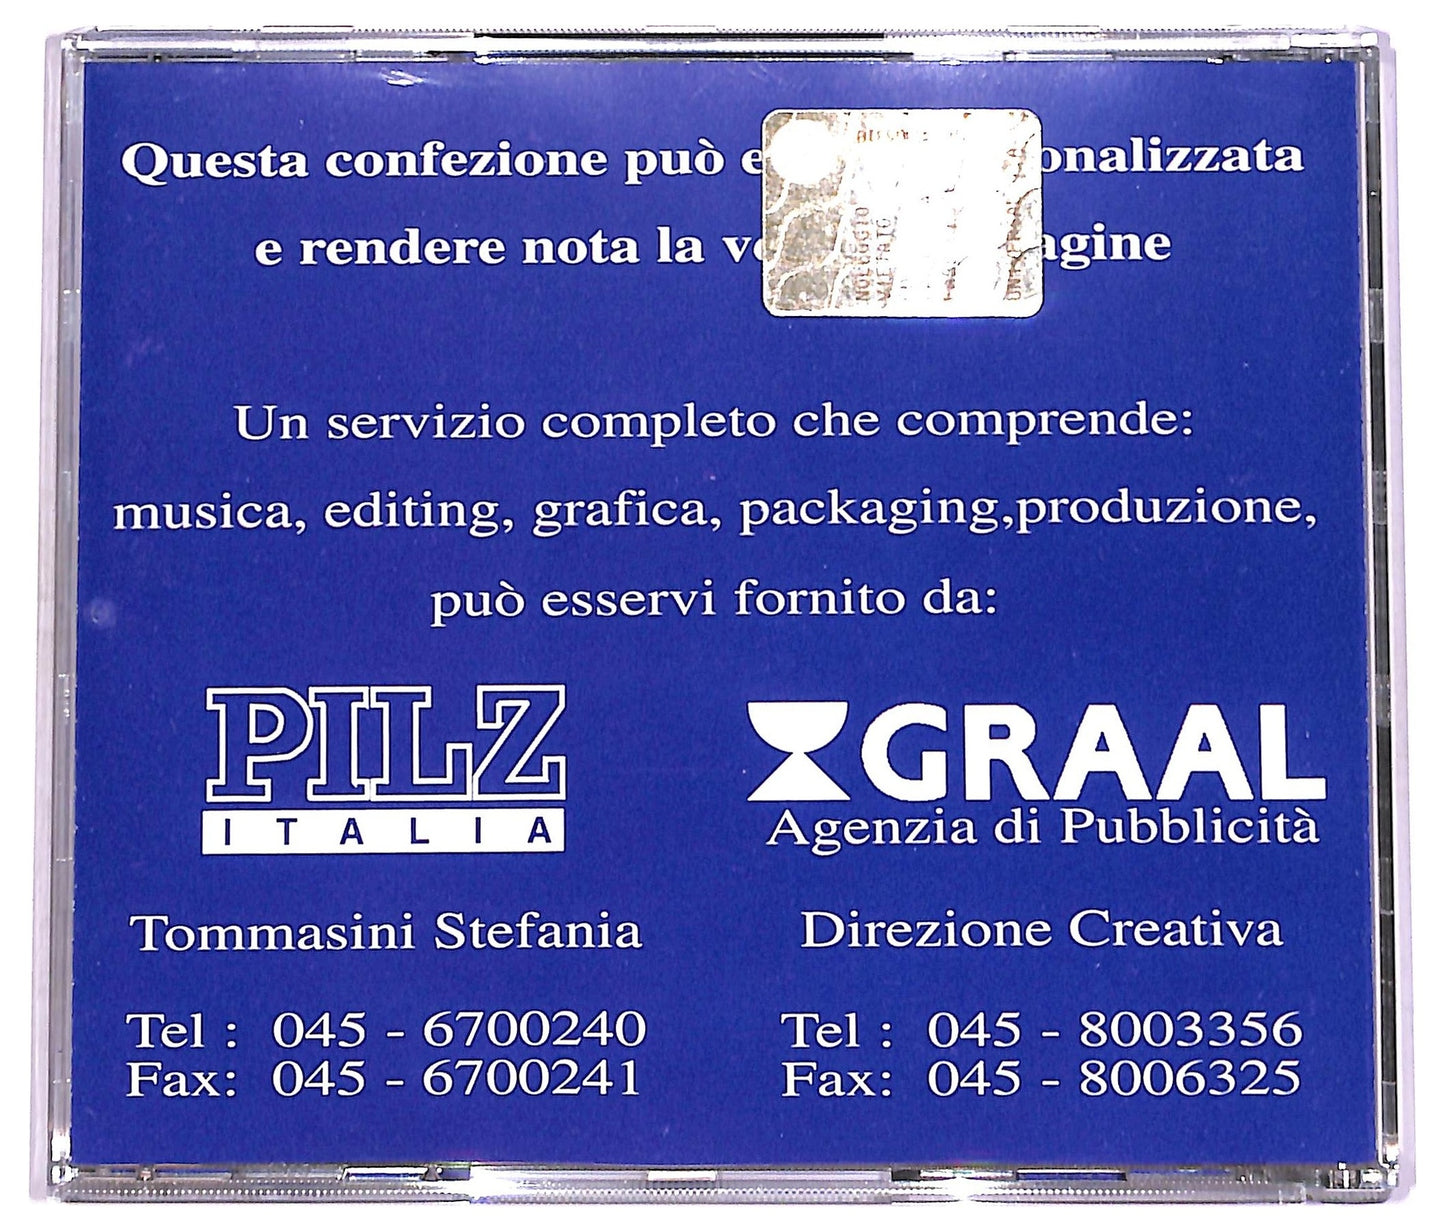 Questa confezione può e onalizzata
e rendere nota la v agine
NOLEGGIO
VIETATO
Un servizio completo che comprende:
musica, editing, grafica, packaging,produzione,
può esservi fornito da:
PILZ
ITALIA
GRAAL
Agenzia di Pubblicità
Tommasini Stefania
Direzione Creativa
Tel : 045 - 6700240
Fax: 045 - 6700241
Tel : 045 - 8003356
Fax: 045 - 8006325